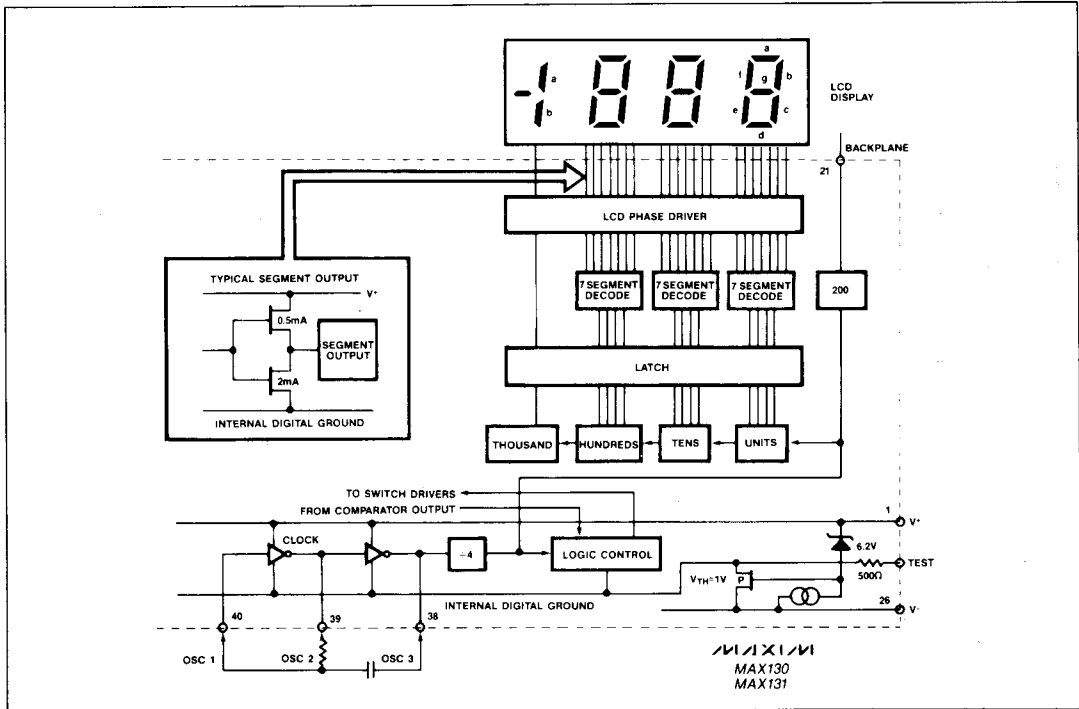 a
f g b
e c
d
a
b
LCD
DISPLAY
BACKPLANE
21
LCD PHASE DRIVER
TYPICAL SEGMENT OUTPUT
V+
0.5mA
SEGMENT
OUTPUT
2mA
INTERNAL DIGITAL GROUND
7 SEGMENT
DECODE
7 SEGMENT
DECODE
7 SEGMENT
DECODE
200
LATCH
THOUSAND
HUNDREDS
TENS
UNITS
TO SWITCH DRIVERS
FROM COMPARATOR OUTPUT
CLOCK
÷4
LOGIC CONTROL
INTERNAL DIGITAL GROUND
1
V+
6.2V
TEST
500Ω
VTH=1V
P
26
V-
40
39
38
OSC 1
OSC 2
OSC 3
MAXIM
MAX130
MAX131